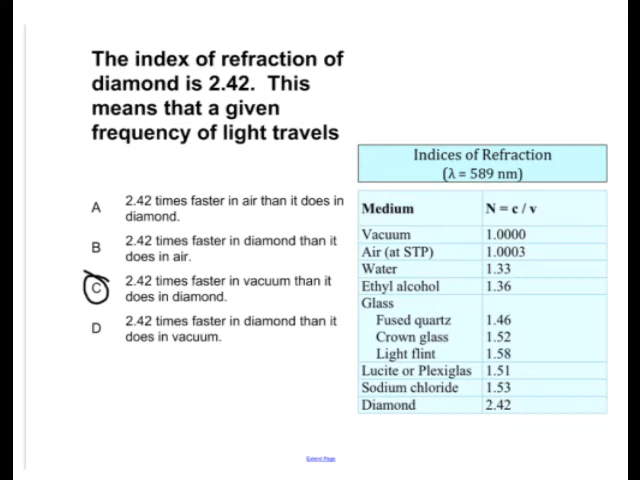 The index of refraction of
diamond is 2.42. This
means that a given
frequency of light travels
A 2.42 times faster in air than it does in
diamond.
B 2.42 times faster in diamond than it
does in air.
C 2.42 times faster in vacuum than it
does in diamond.
D 2.42 times faster in diamond than it
does in vacuum.
Indices of Refraction
(λ = 589 nm)
Medium N = c / v
Vacuum 1.0000
Air (at STP) 1.0003
Water 1.33
Ethyl alcohol 1.36
Glass
Fused quartz 1.46
Crown glass 1.52
Light flint 1.58
Lucite or Plexiglas 1.51
Sodium chloride 1.53
Diamond 2.42
Extend Page